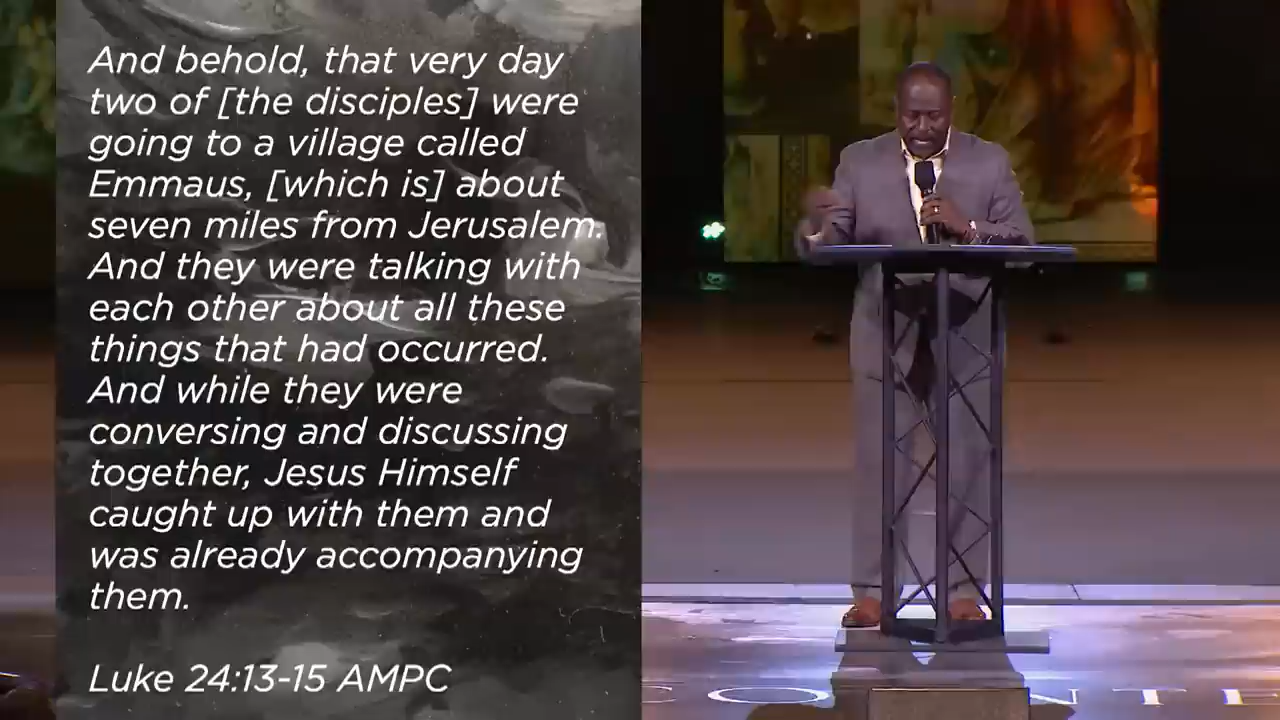 And behold, that very day
two of [the disciples] were
going to a village called
Emmaus, [which is] about
seven miles from Jerusalem.
And they were talking with
each other about all these
things that had occurred.
And while they were
conversing and discussing
together, Jesus Himself
caught up with them and
was already accompanying
them.
Luke 24:13-15 AMPC